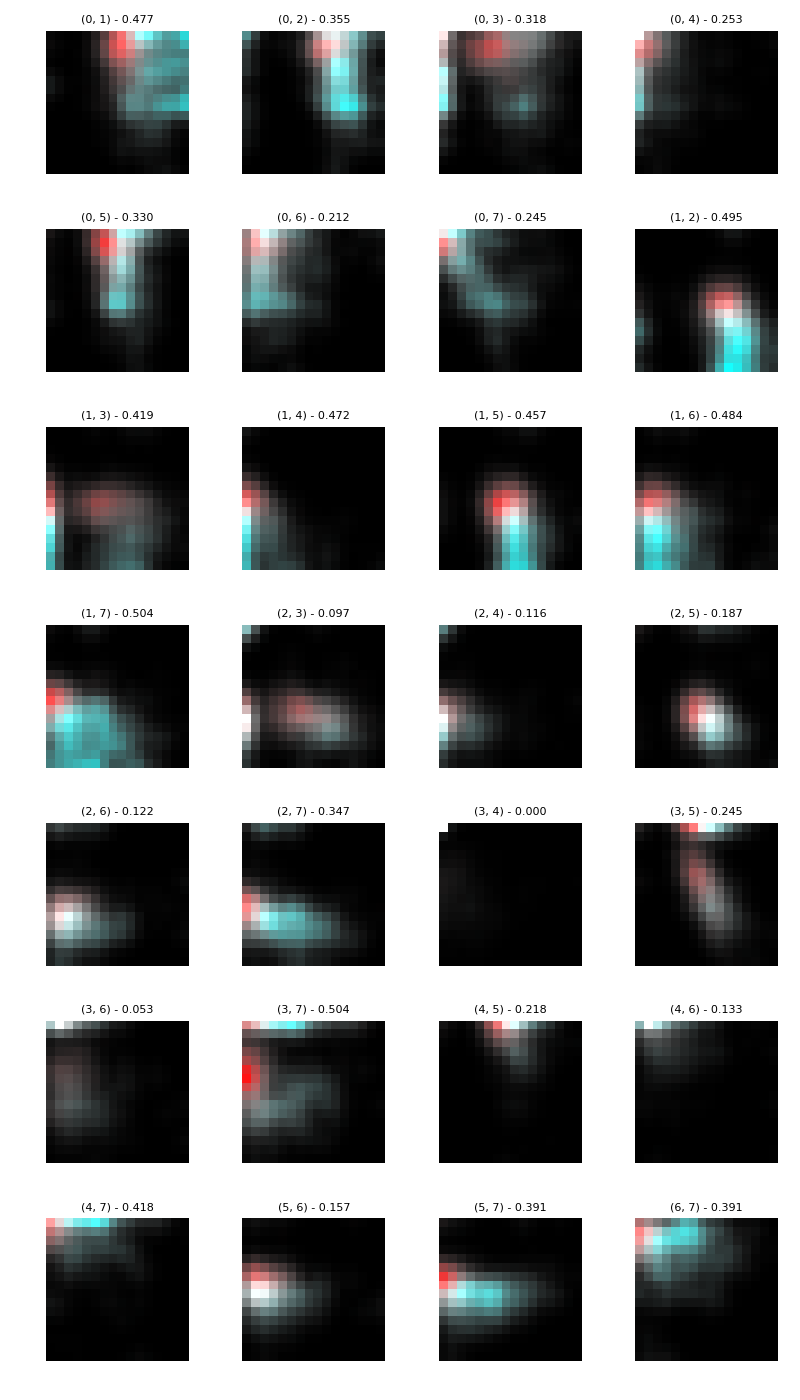 (0, 1) - 0.477 (0, 2) - 0.355 (0, 3) - 0.318 (0, 4) - 0.253
(0, 5) - 0.330 (0, 6) - 0.212 (0, 7) - 0.245 (1, 2) - 0.495
(1, 3) - 0.419 (1, 4) - 0.472 (1, 5) - 0.457 (1, 6) - 0.484
(1, 7) - 0.504 (2, 3) - 0.097 (2, 4) - 0.116 (2, 5) - 0.187
(2, 6) - 0.122 (2, 7) - 0.347 (3, 4) - 0.000 (3, 5) - 0.245
(3, 6) - 0.053 (3, 7) - 0.504 (4, 5) - 0.218 (4, 6) - 0.133
(4, 7) - 0.418 (5, 6) - 0.157 (5, 7) - 0.391 (6, 7) - 0.391